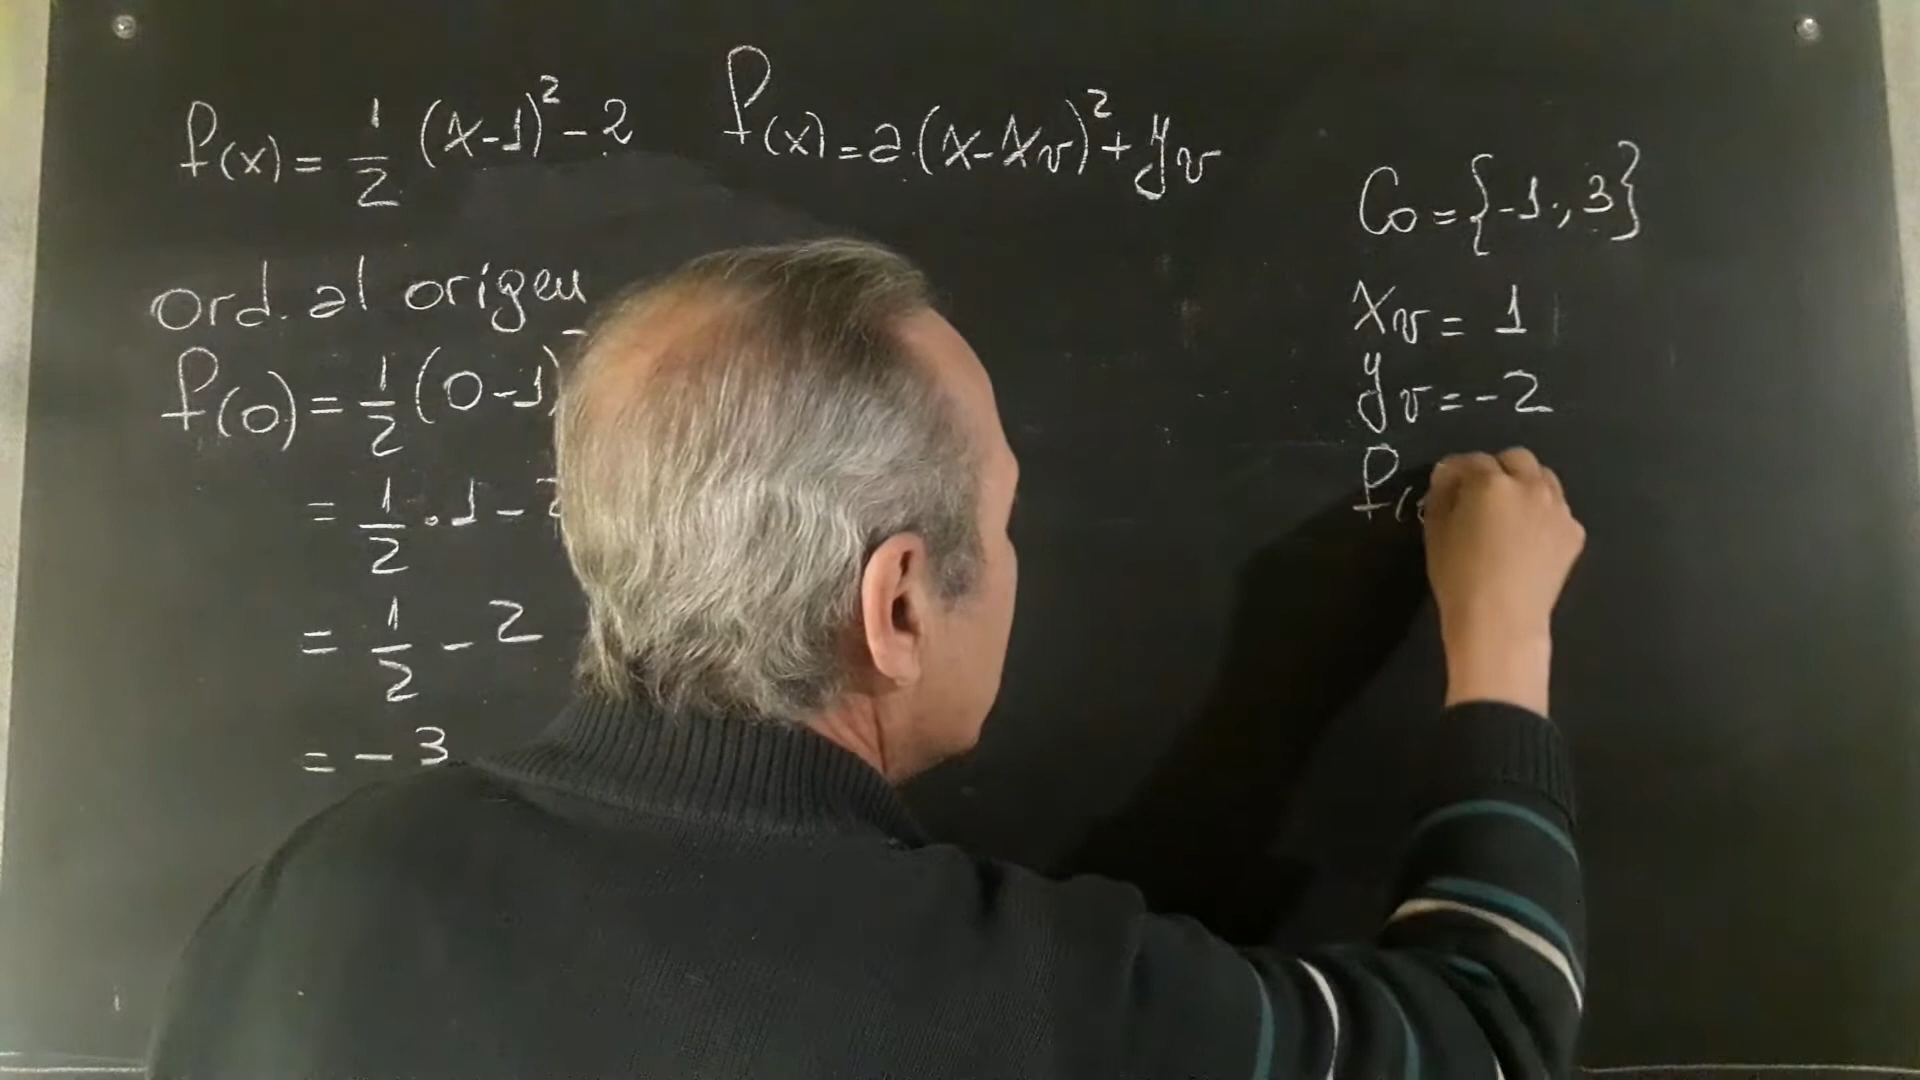 f(x) = 1/2 (x-1)² - 2
f(x) = a.(x-xv)² + yv
ord. al origen
f(0) = 1/2 (0-1)
= 1/2 . 1 -
= 1/2 - 2
= - 3
C0 = {-1 , 3}
xv = 1
yv = -2
f(